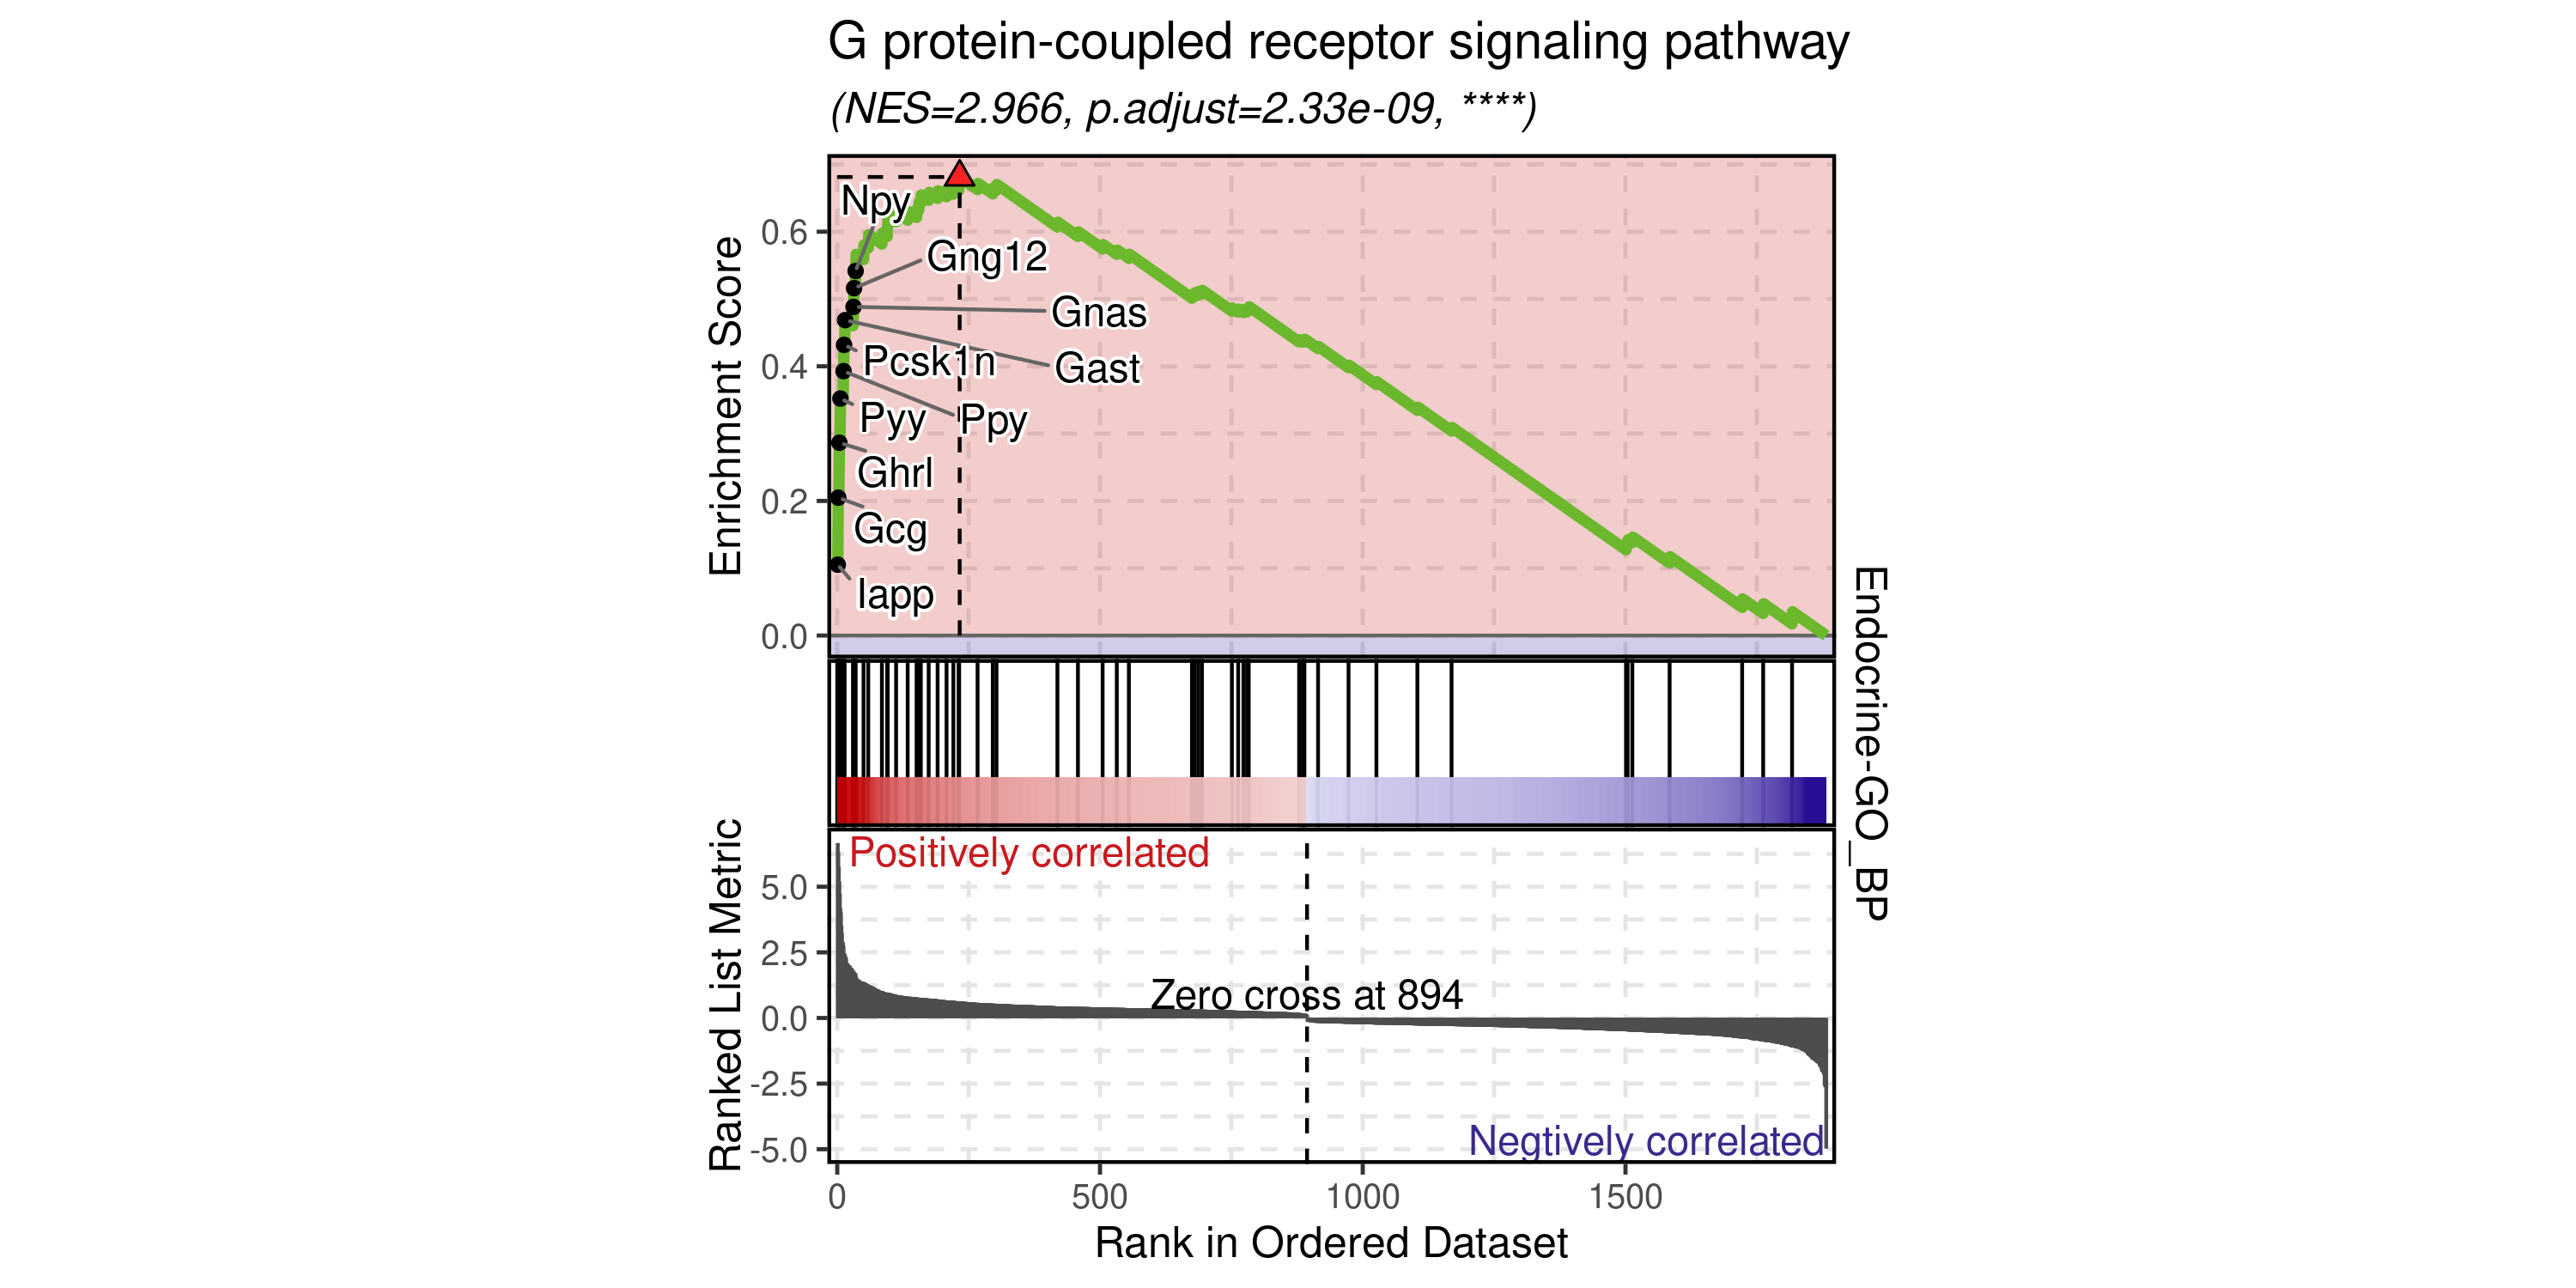 G protein-coupled receptor signaling pathway
(NES=2.966, p.adjust=2.33e-09, ****)
Enrichment Score
0.6
0.4
0.2
0.0
Npy
Gng12
Gnas
Pcsk1n
Gast
Pyy
Ppy
Ghrl
Gcg
Iapp
Endocrine-GO_BP
Ranked List Metric
5.0
2.5
0.0
-2.5
-5.0
Positively correlated
Zero cross at 894
Negtively correlated
0
500
1000
1500
Rank in Ordered Dataset